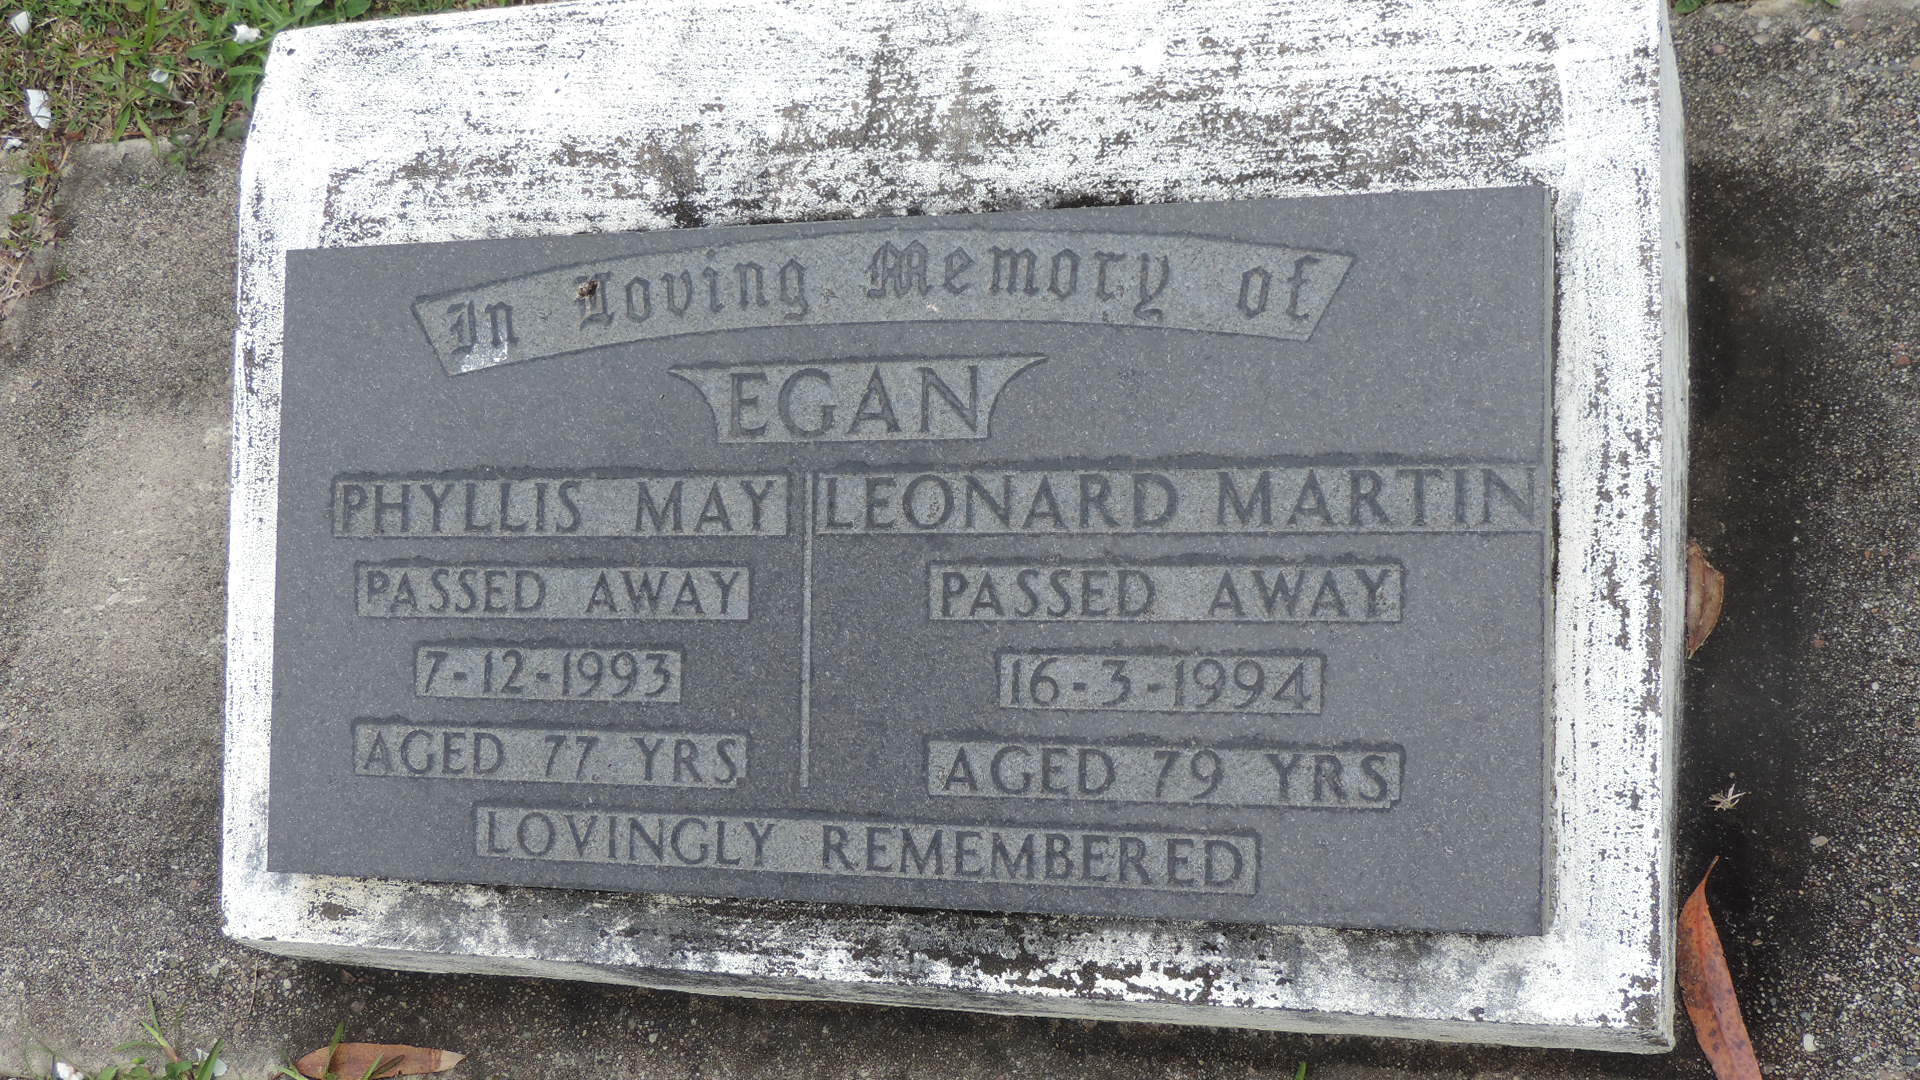 In Loving Memory of
EGAN
PHYLLIS MAY
PASSED AWAY
7-12-1993
AGED 77 YRS
LEONARD MARTIN
PASSED AWAY
16-3-1994
AGED 79 YRS
LOVINGLY REMEMBERED